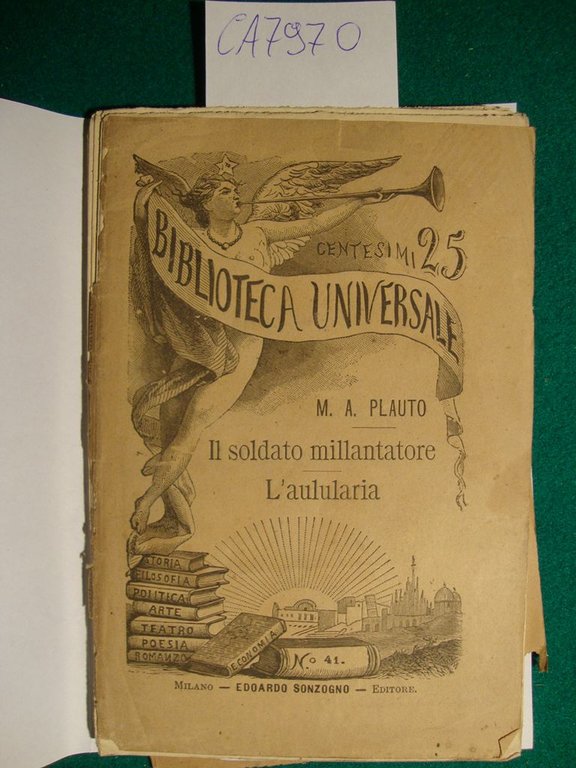 CA7970
CENTESIMI 25
BIBLIOTECA UNIVERSALE
M. A. PLAUTO
Il soldato millantatore
L'aulularia
STORIA
FILOSOFIA
POLITICA
ARTE
TEATRO
POESIA
ROMANZO
ECONOMIA
N.º 41.
MILANO — EDOARDO SONZOGNO — EDITORE.